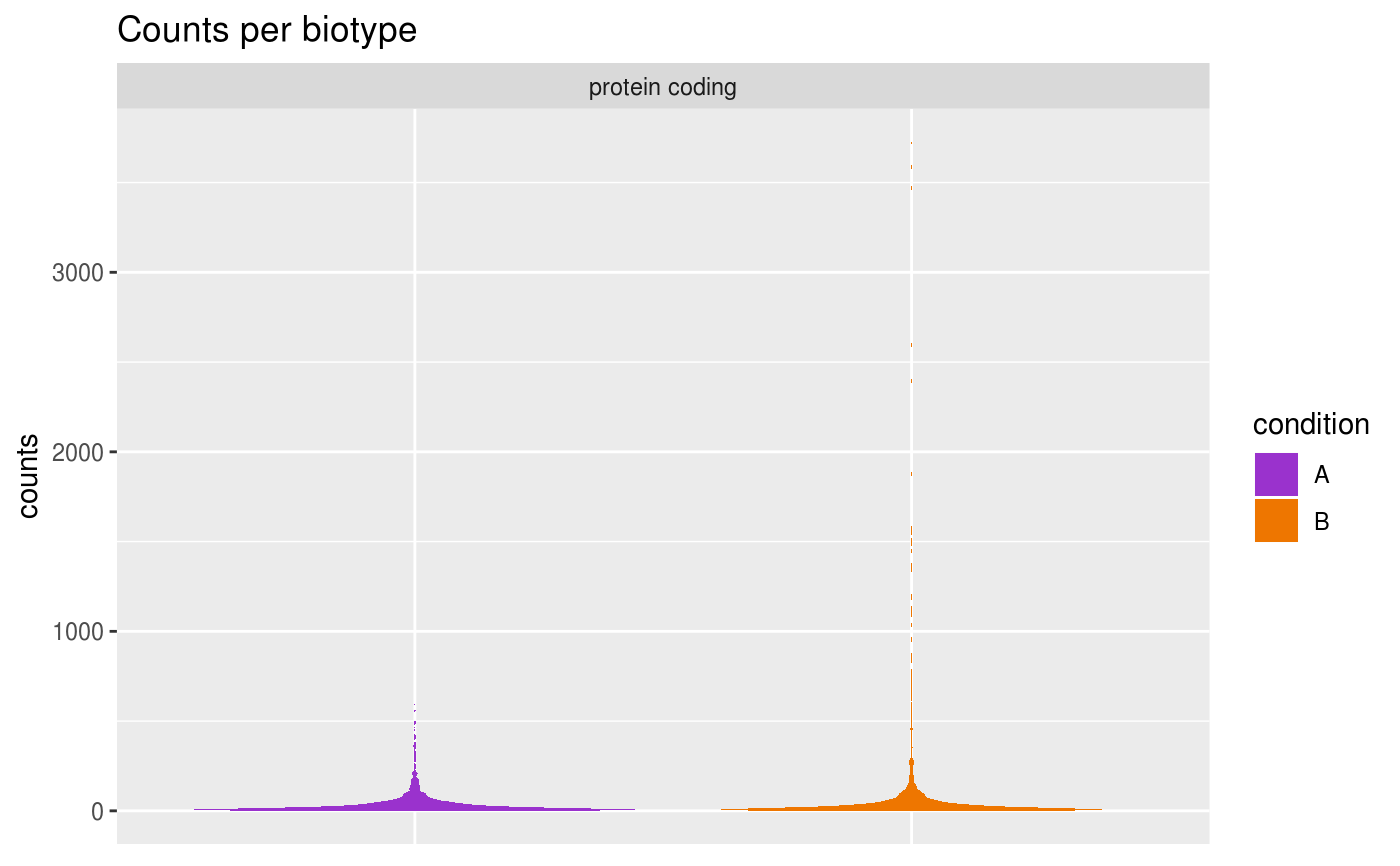 Counts per biotype
protein coding
counts
3000
2000
1000
0
condition
A
B